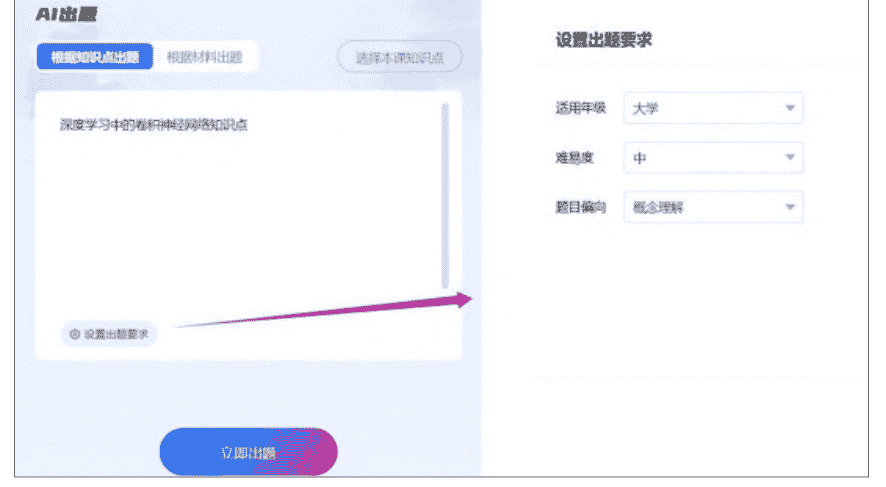 AI出题
根据知识点出题 根据材料出题 选择本课知识点
深度学习中的卷积神经网络知识点
设置出题要求
立即出题
设置出题要求
适用年级 大学
难易度 中
题目偏向 概念理解